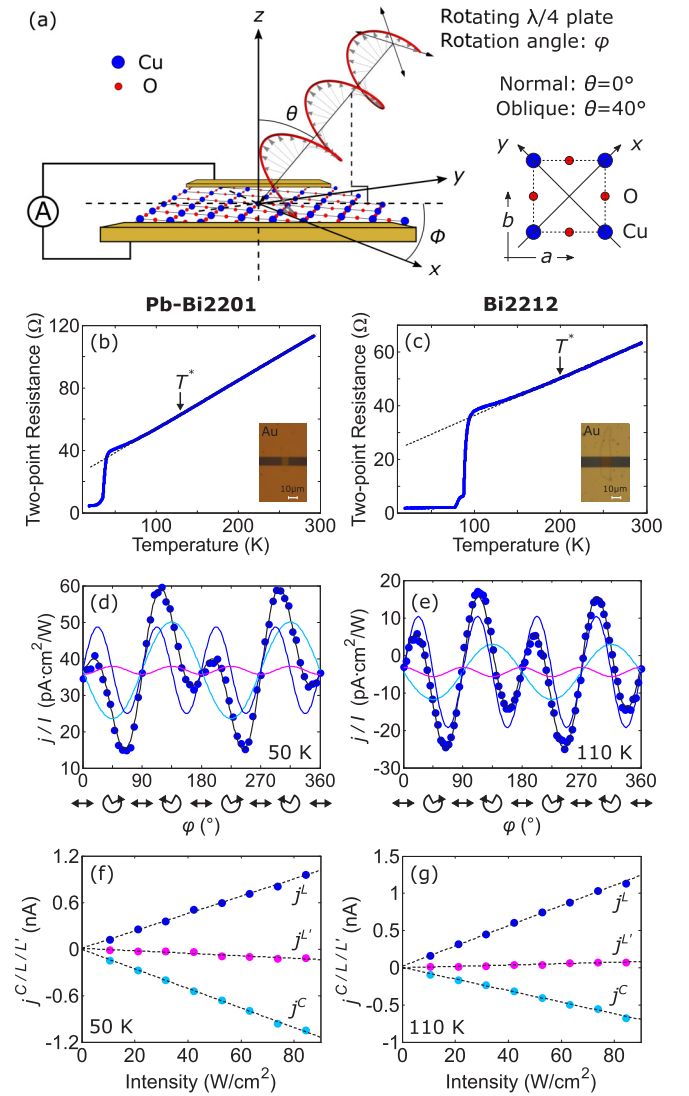 (a)
Cu
O
z
θ
y
x
Φ
A
Rotating λ/4 plate
Rotation angle: φ
Normal: θ=0°
Oblique: θ=40°
y
x
O
Cu
b
a
Pb-Bi2201
Bi2212
(b)
Two-point Resistance (Ω)
120
80
40
0
T*
Au
10μm
100
200
300
Temperature (K)
(c)
Two-point Resistance (Ω)
60
40
20
0
T*
Au
10μm
100
200
300
Temperature (K)
(d)
j / I (pA·cm²/W)
60
50
40
30
20
10
50 K
0
90
180
270
360
φ (°)
(e)
j / I (pA·cm²/W)
20
10
0
-10
-20
-30
110 K
0
90
180
270
360
φ (°)
(f)
j C / L / L' (nA)
1.2
0.6
0
-0.6
-1.2
j L
j L'
j C
50 K
0
20
40
60
80
Intensity (W/cm²)
(g)
j C / L / L' (nA)
1.5
1
0.5
0
-0.5
-1
j L
j L'
j C
110 K
0
20
40
60
80
Intensity (W/cm²)